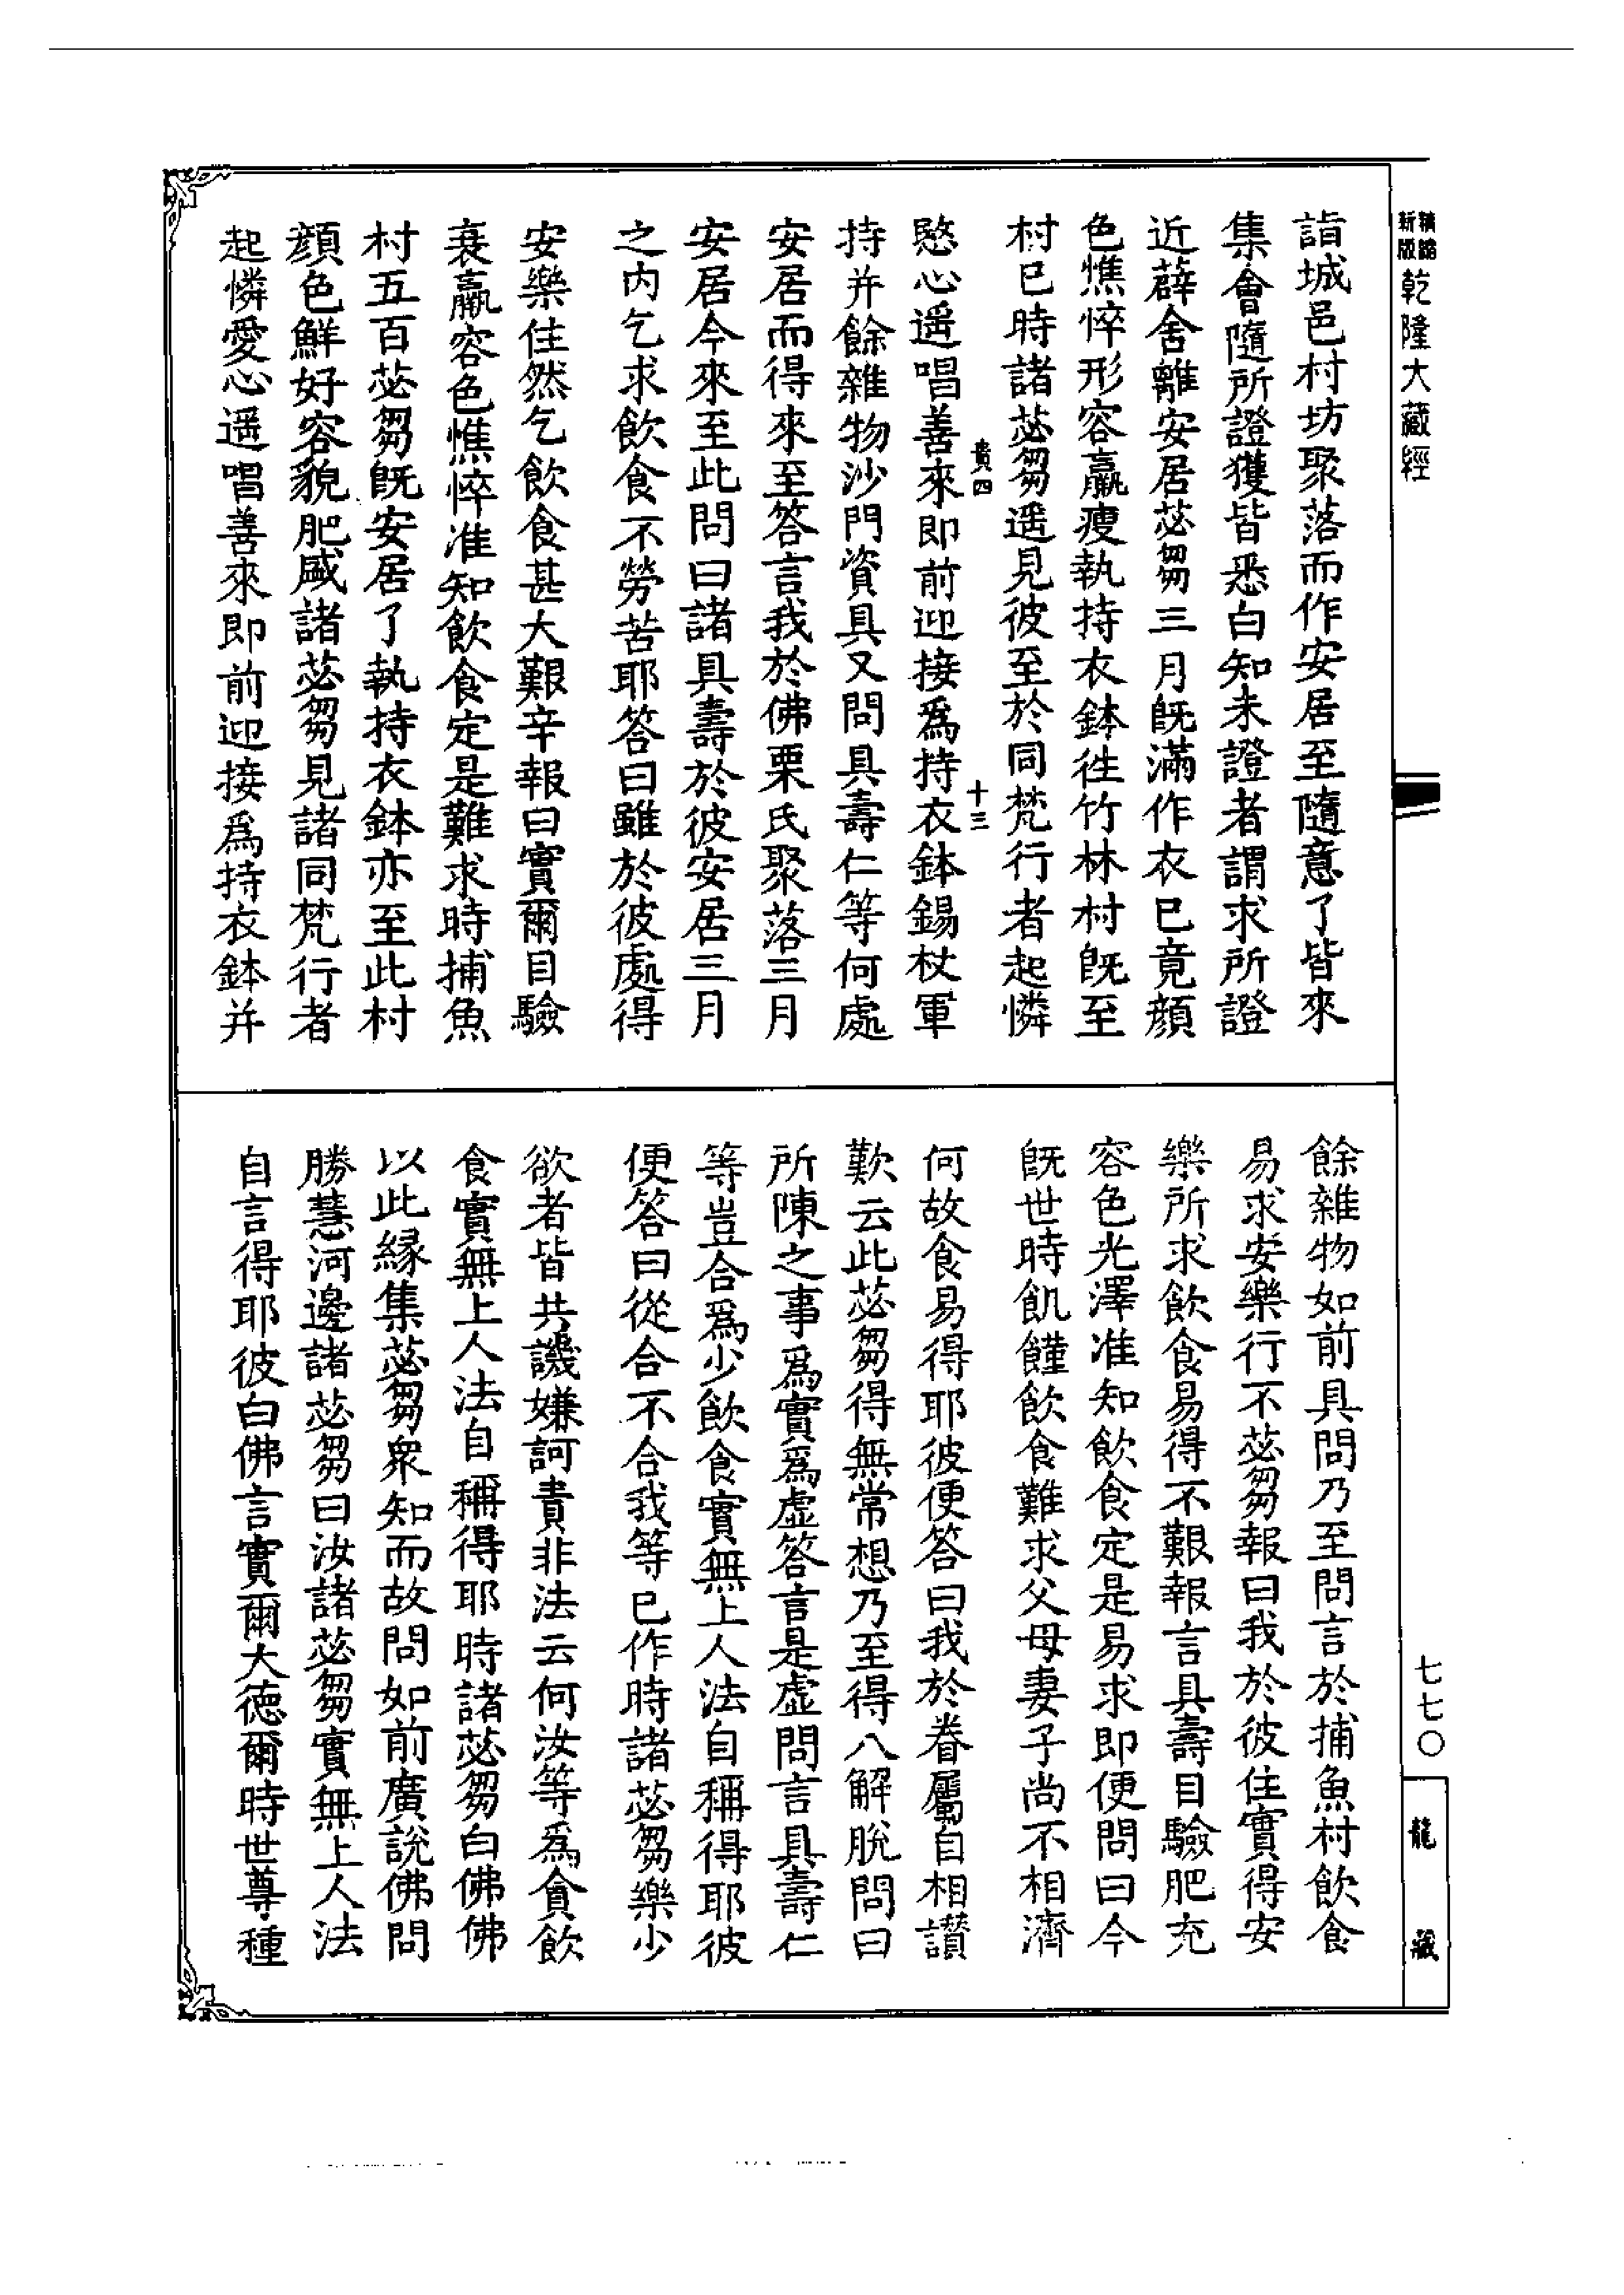 新版精縮
乾隆大藏經
詣城邑村坊聚落而作安居至隨意了皆來
集會隨所證獲皆悉白知未證者謂求所證
近薜舍離安居苾芻三月旣滿作衣已竟顔
色憔悴形容羸瘦執持衣鉢徃竹林村旣至
村已時諸苾芻遥見彼至於同梵行者起憐
貴四
十三
愍心遥唱善來即前迎接爲持衣鉢錫杖軍
持并餘雜物沙門資具又問具壽仁等何處
安居而得來至答言我於佛栗氏聚落三月
安居今來至此問曰諸具壽於彼安居三月
之内乞求飲食不勞苦耶答曰雖於彼處得
安樂住然乞飲食甚大艱辛報曰實爾目驗
衰羸容色憔悴准知飲食定是難求時捕魚
村五百苾芻旣安居了執持衣鉢亦至此村
顔色鮮好容貌肥盛諸苾芻見諸同梵行者
起憐愛心遥唱善來即前迎接爲持衣鉢并
餘雜物如前具問乃至問言於捕魚村飲食
易求安樂行不苾芻報曰我於彼住實得安
樂所求飲食易得不艱報言具壽目驗肥充
容色光澤准知飲食定是易求即便問曰今
旣世時飢饉飲食難求父母妻子尚不相濟
何故食易得耶彼便答曰我於眷屬自相讃
歎云此苾芻得無常想乃至得八解脫問曰
所陳之事爲實爲虚答言是虚問言具壽仁
等豈合爲少飲食實無上人法自稱得耶彼
便答曰從合不合我等已作時諸苾芻樂少
欲者皆共譏嫌訶責非法云何汝等爲貪飲
食實無上人法自稱得耶時諸苾芻白佛佛
以此縁集苾芻衆知而故問如前廣說佛問
勝慧河邊諸苾芻曰汝諸苾芻實無上人法
自言得耶彼白佛言實爾大德爾時世尊種
七七〇
龍藏